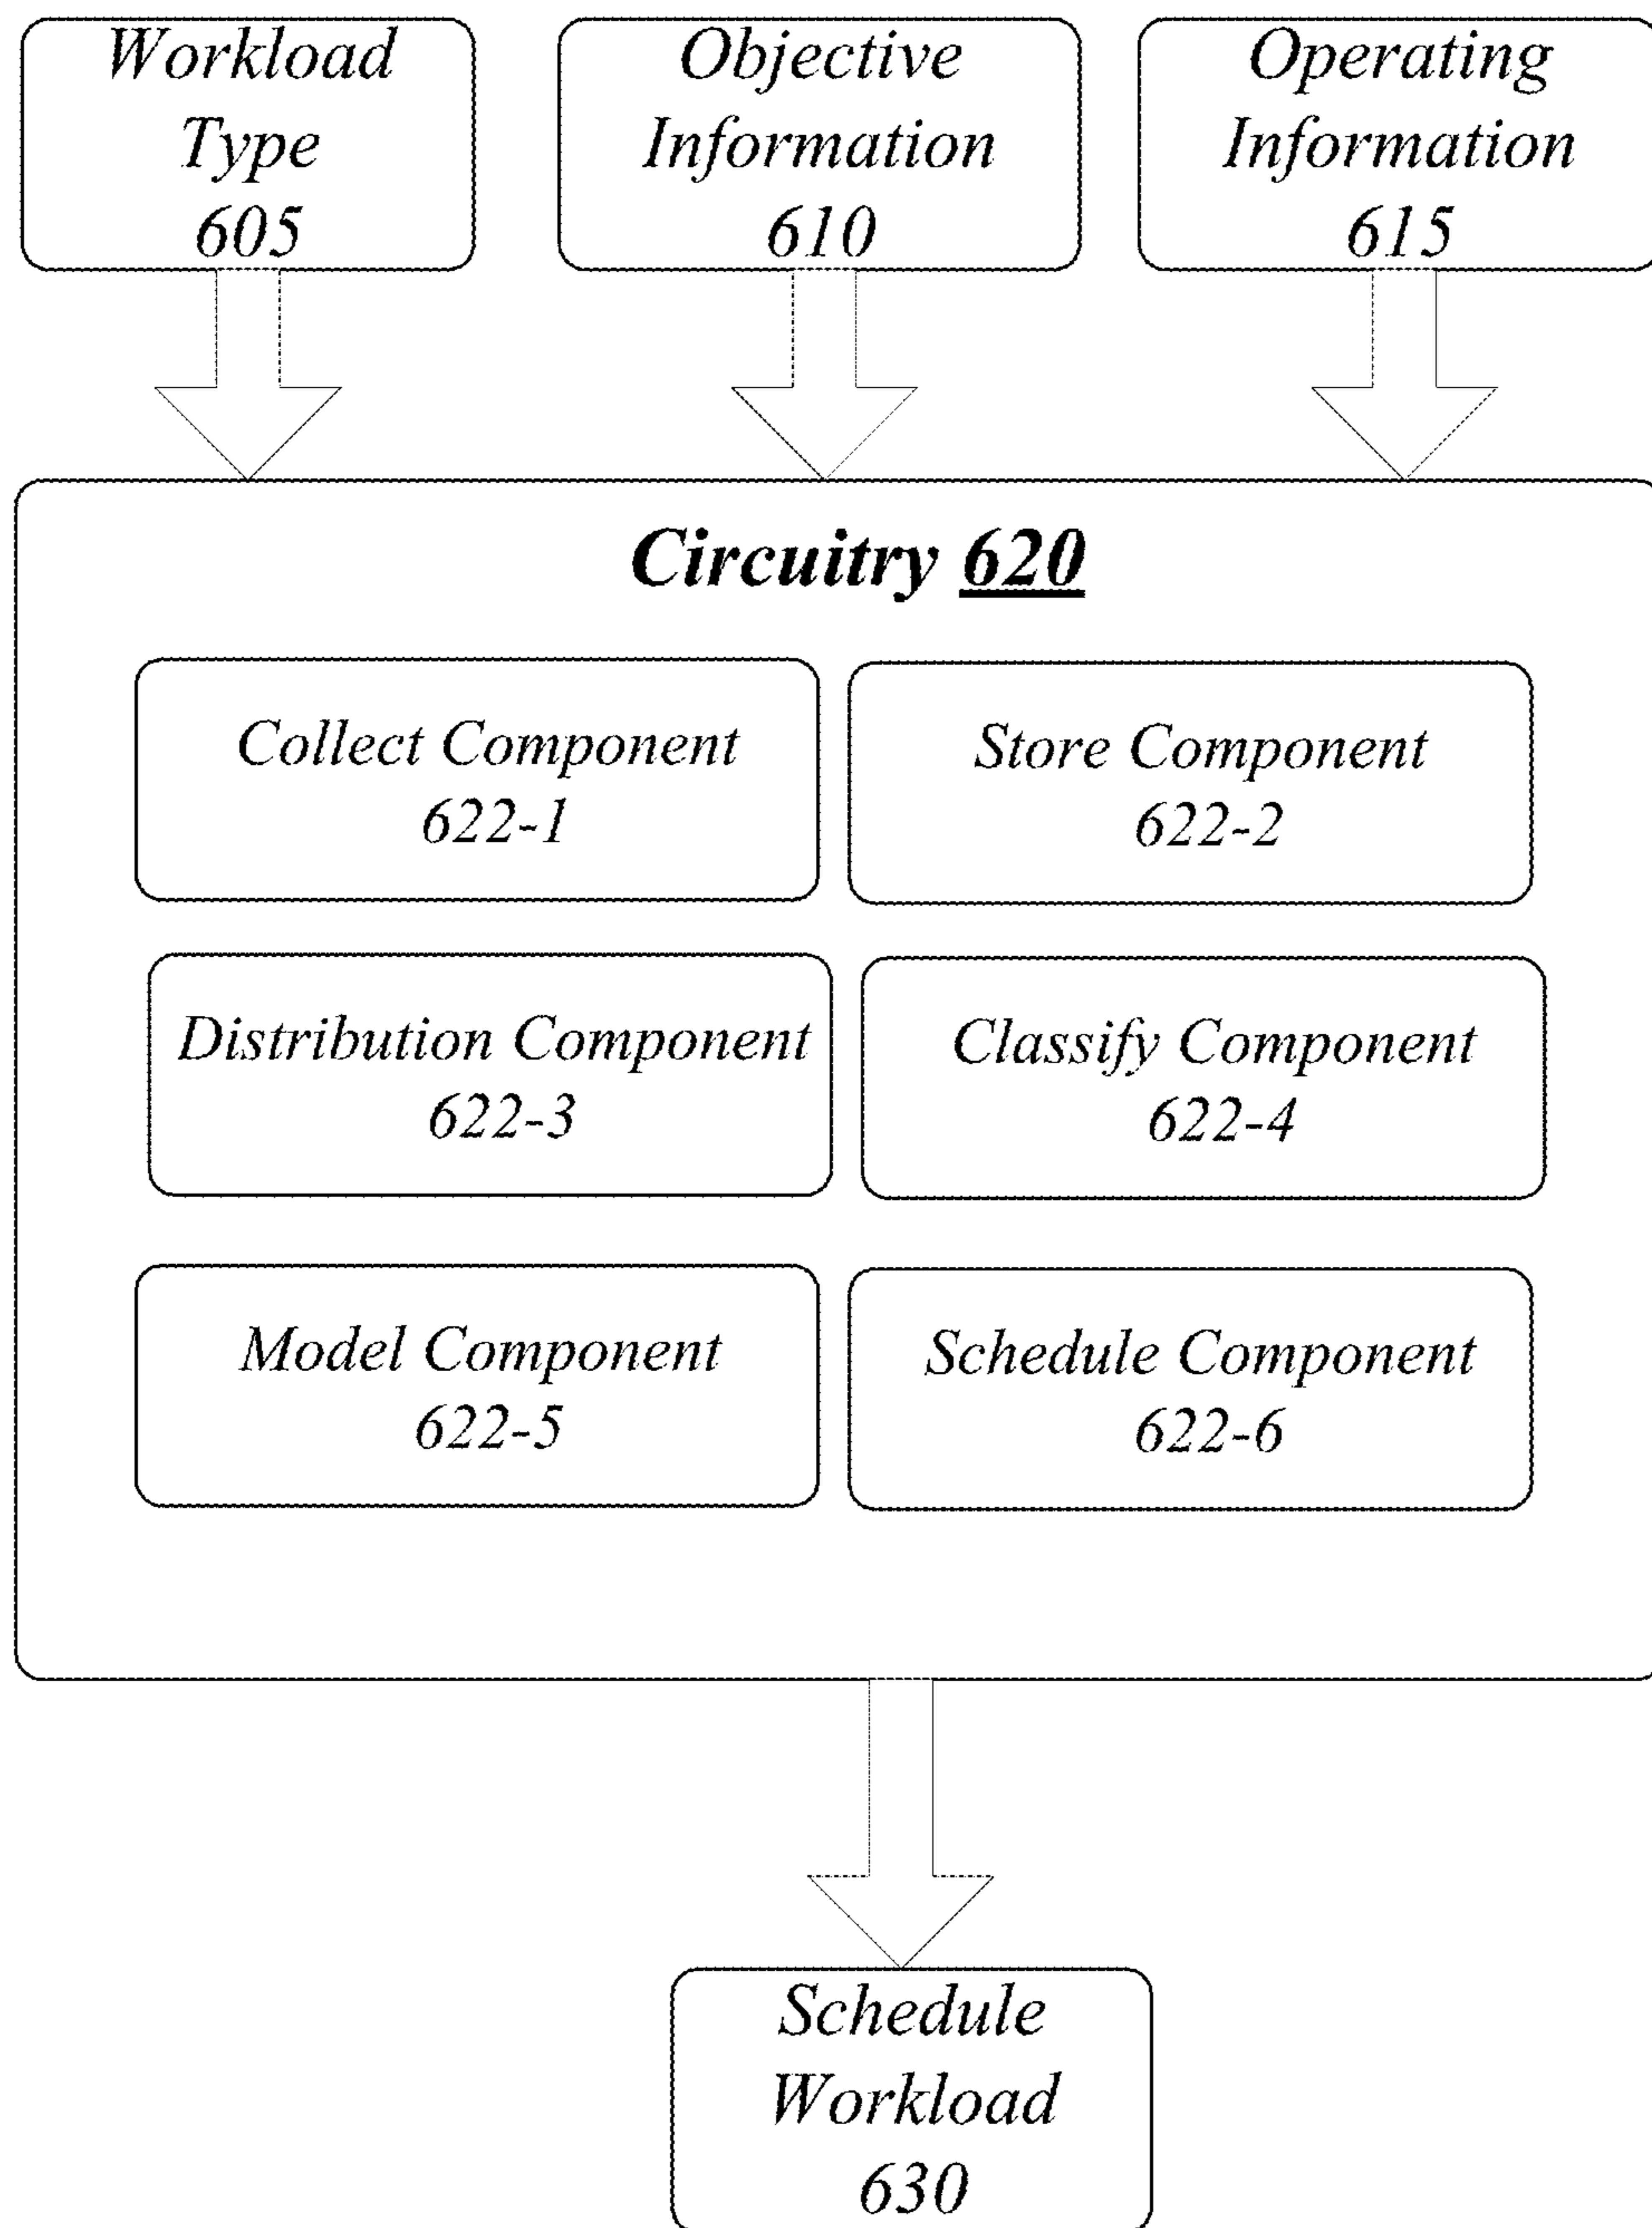 Workload
Type
605
Objective
Information
610
Operating
Information
615
Circuitry 620
Collect Component
622-1
Store Component
622-2
Distribution Component
622-3
Classify Component
622-4
Model Component
622-5
Schedule Component
622-6
Schedule
Workload
630